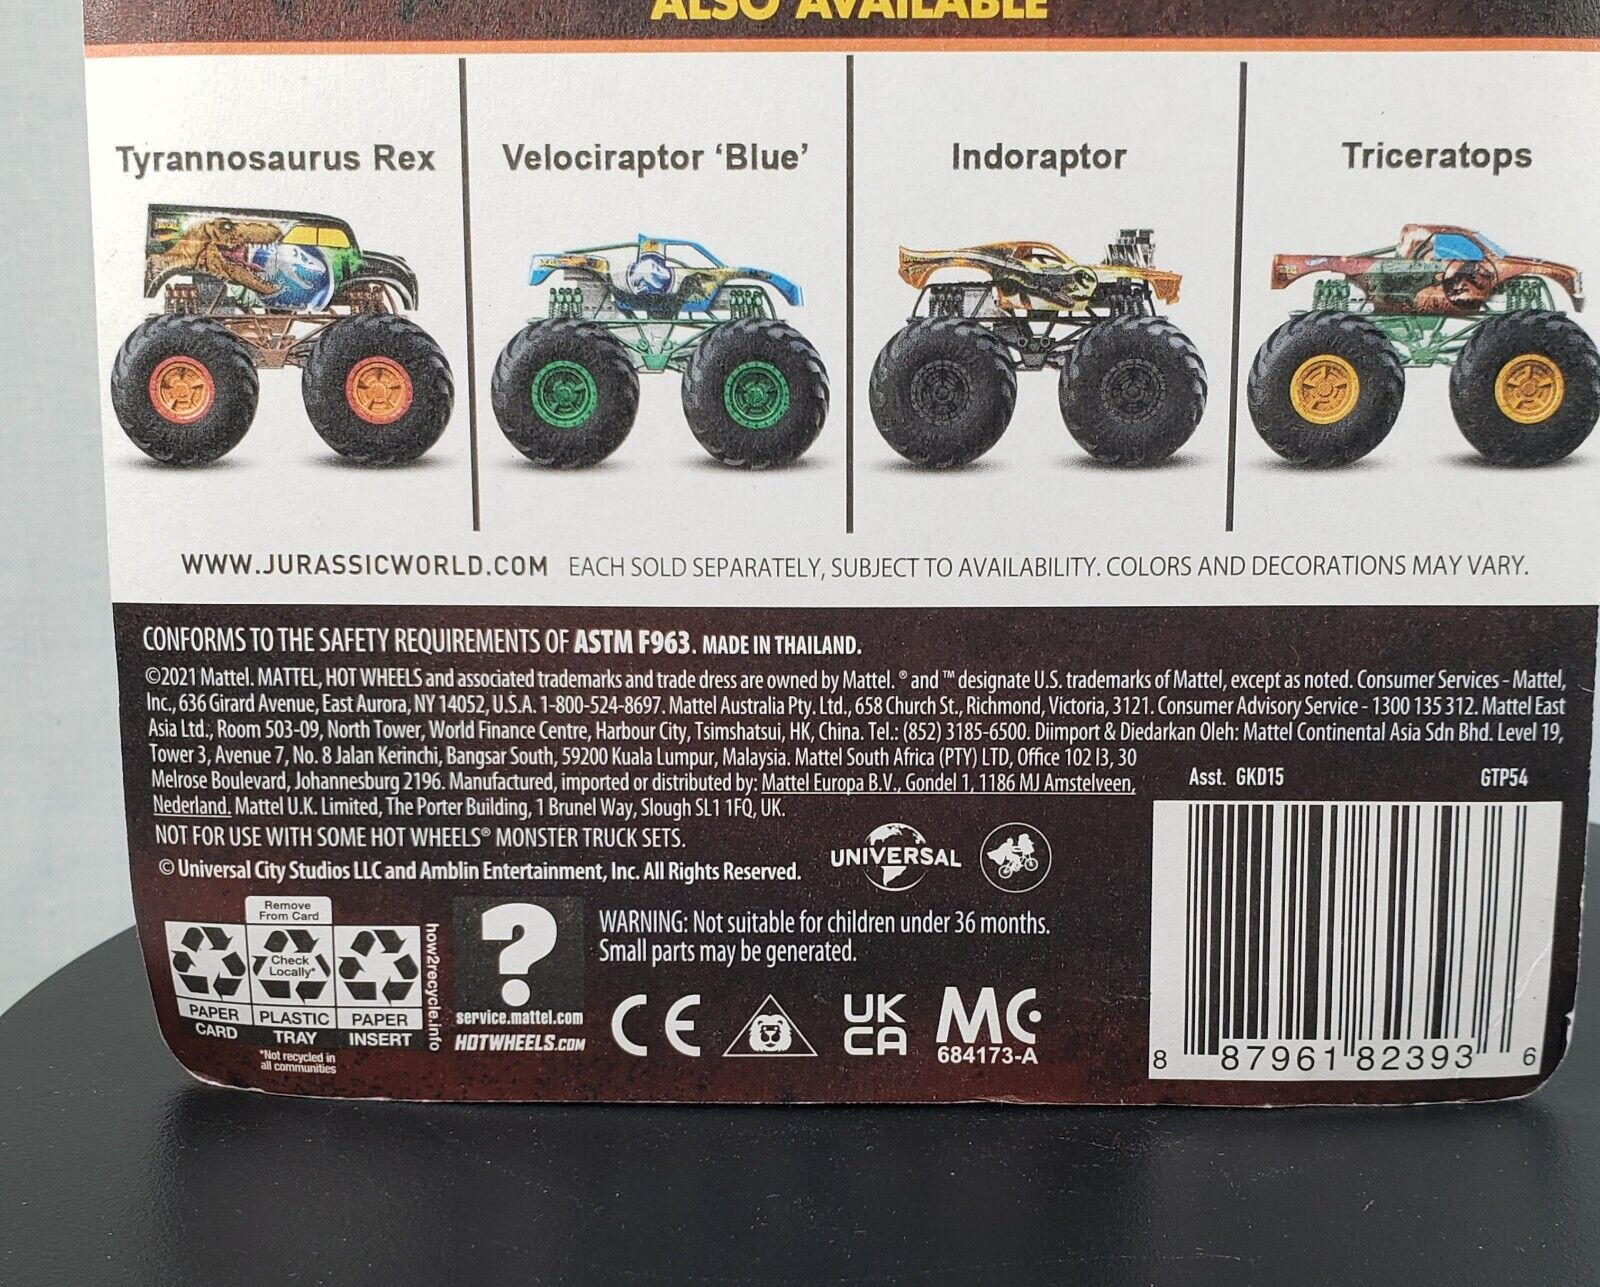 ALSO AVAILABLE
Tyrannosaurus Rex
Velociraptor ‘Blue’
Indoraptor
Triceratops
WWW.JURASSICWORLD.COM EACH SOLD SEPARATELY, SUBJECT TO AVAILABILITY. COLORS AND DECORATIONS MAY VARY.
CONFORMS TO THE SAFETY REQUIREMENTS OF ASTM F963. MADE IN THAILAND.
©2021 Mattel. MATTEL, HOT WHEELS and associated trademarks and trade dress are owned by Mattel. ® and ™ designate U.S. trademarks of Mattel, except as noted. Consumer Services - Mattel,
Inc., 636 Girard Avenue, East Aurora, NY 14052, U.S.A. 1-800-524-8697. Mattel Australia Pty. Ltd., 658 Church St., Richmond, Victoria, 3121. Consumer Advisory Service - 1300 135 312. Mattel East
Asia Ltd., Room 503-09, North Tower, World Finance Centre, Harbour City, Tsimshatsui, HK, China. Tel.: (852) 3185-6500. Diimport & Diedarkan Oleh: Mattel Continental Asia Sdn Bhd. Level 19,
Tower 3, Avenue 7, No. 8 Jalan Kerinchi, Bangsar South, 59200 Kuala Lumpur, Malaysia. Mattel South Africa (PTY) LTD, Office 102 I3, 30
Melrose Boulevard, Johannesburg 2196. Manufactured, imported or distributed by: Mattel Europa B.V., Gondel 1, 1186 MJ Amstelveen,
Nederland. Mattel U.K. Limited, The Porter Building, 1 Brunel Way, Slough SL1 1FQ, UK.
NOT FOR USE WITH SOME HOT WHEELS® MONSTER TRUCK SETS.
© Universal City Studios LLC and Amblin Entertainment, Inc. All Rights Reserved.
UNIVERSAL
Asst. GKD15
GTP54
Remove
From Card
Check
Locally*
PAPER
CARD
PLASTIC
TRAY
PAPER
INSERT
*Not recycled in
all communities
how2recycle.info
?
service.mattel.com
HOTWHEELS.COM
WARNING: Not suitable for children under 36 months.
Small parts may be generated.
CE
UK
CA
MC
684173-A
8 87961 82393 6